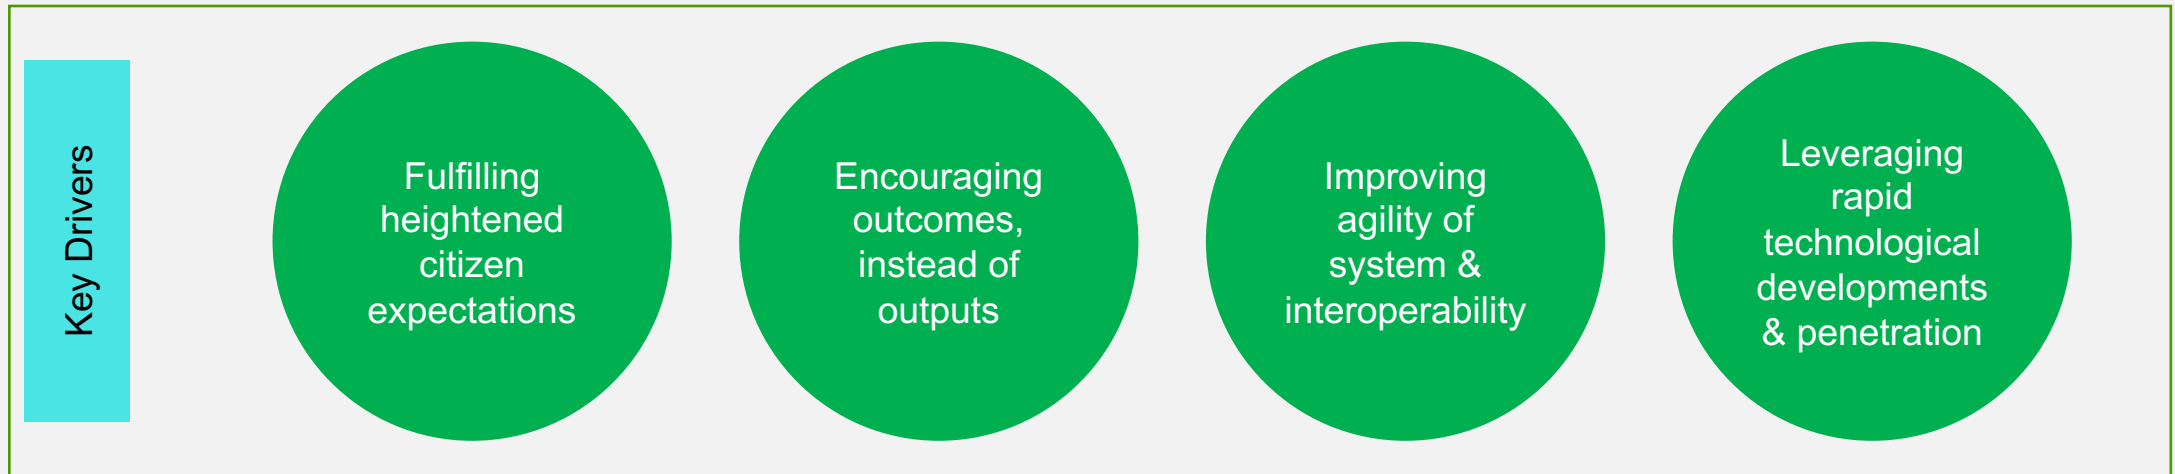 Key Drivers
Fulfilling
heightened
citizen
expectations
Encouraging
outcomes,
instead of
outputs
Improving
agility of
system &
interoperability
Leveraging
rapid
technological
developments
& penetration